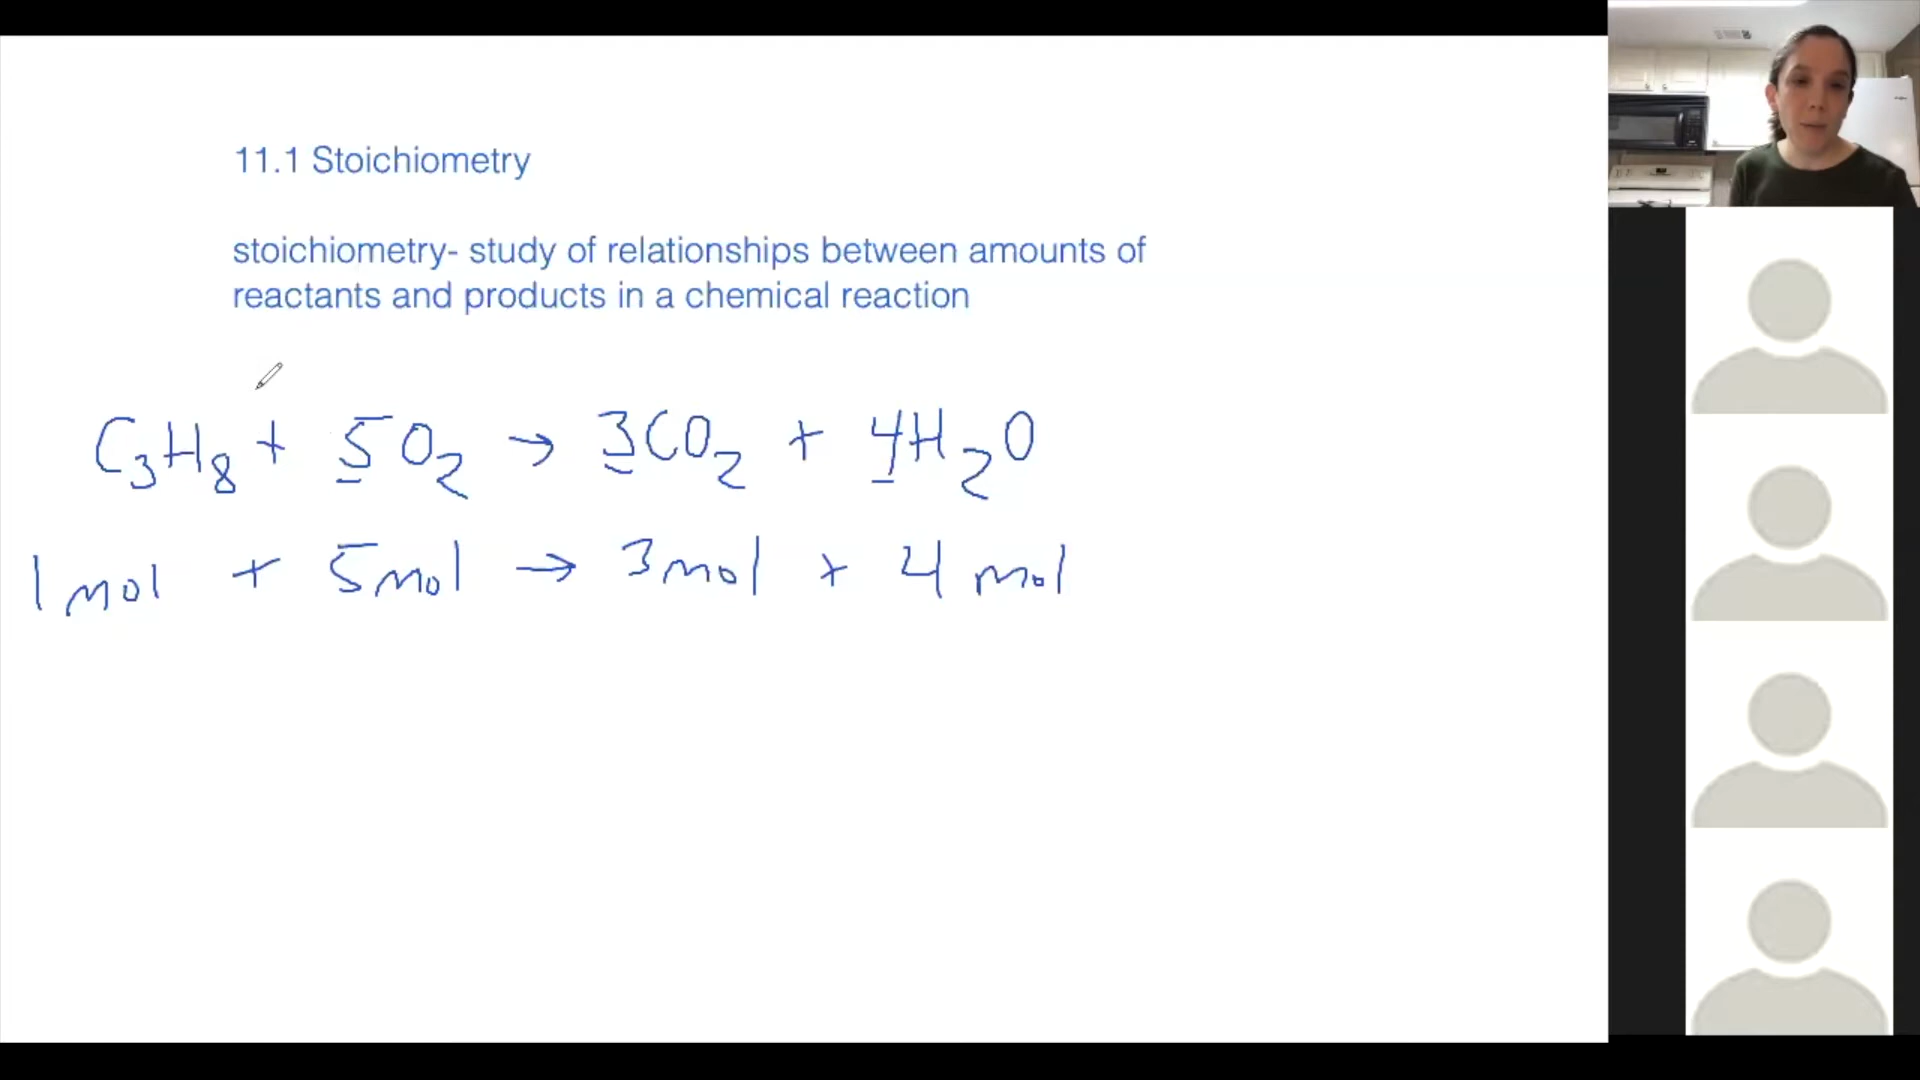 11.1 Stoichiometry
stoichiometry- study of relationships between amounts of
reactants and products in a chemical reaction
C₃H₈ + 5O₂ → 3CO₂ + 4H₂O
1 mol + 5 mol → 3 mol + 4 mol